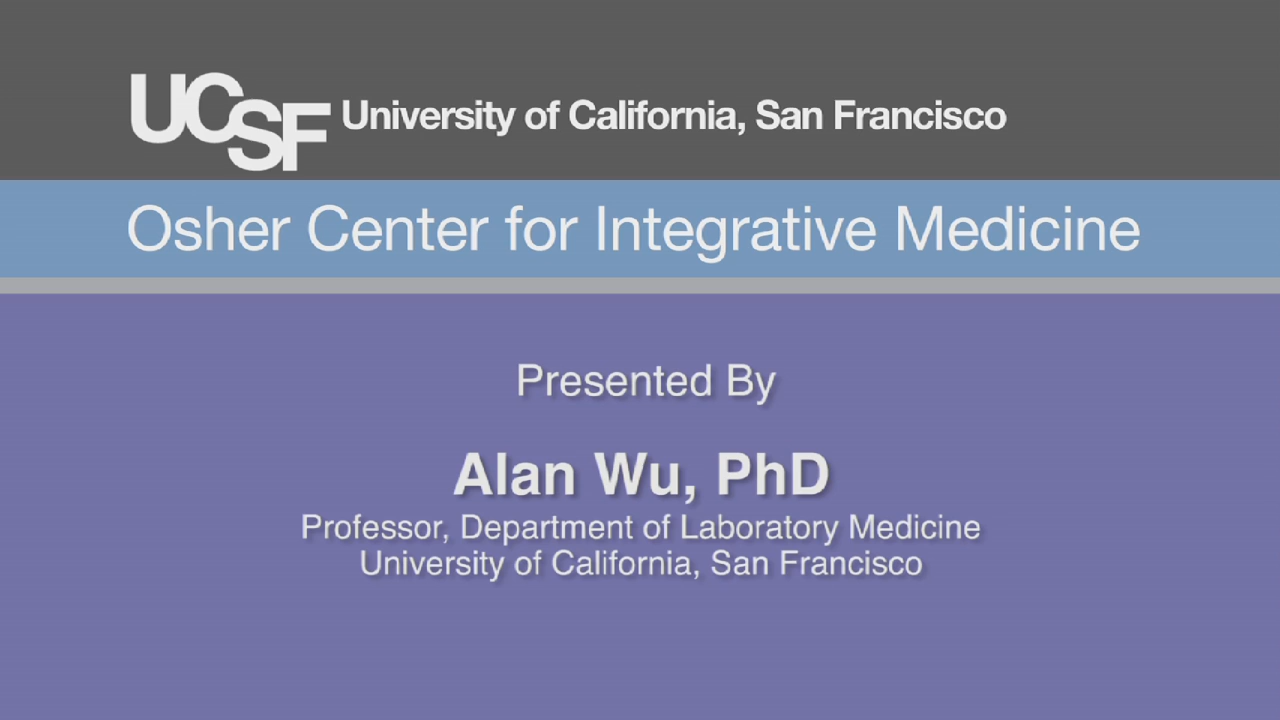 UCSF University of California, San Francisco
Osher Center for Integrative Medicine
Presented By
Alan Wu, PhD
Professor, Department of Laboratory Medicine
University of California, San Francisco